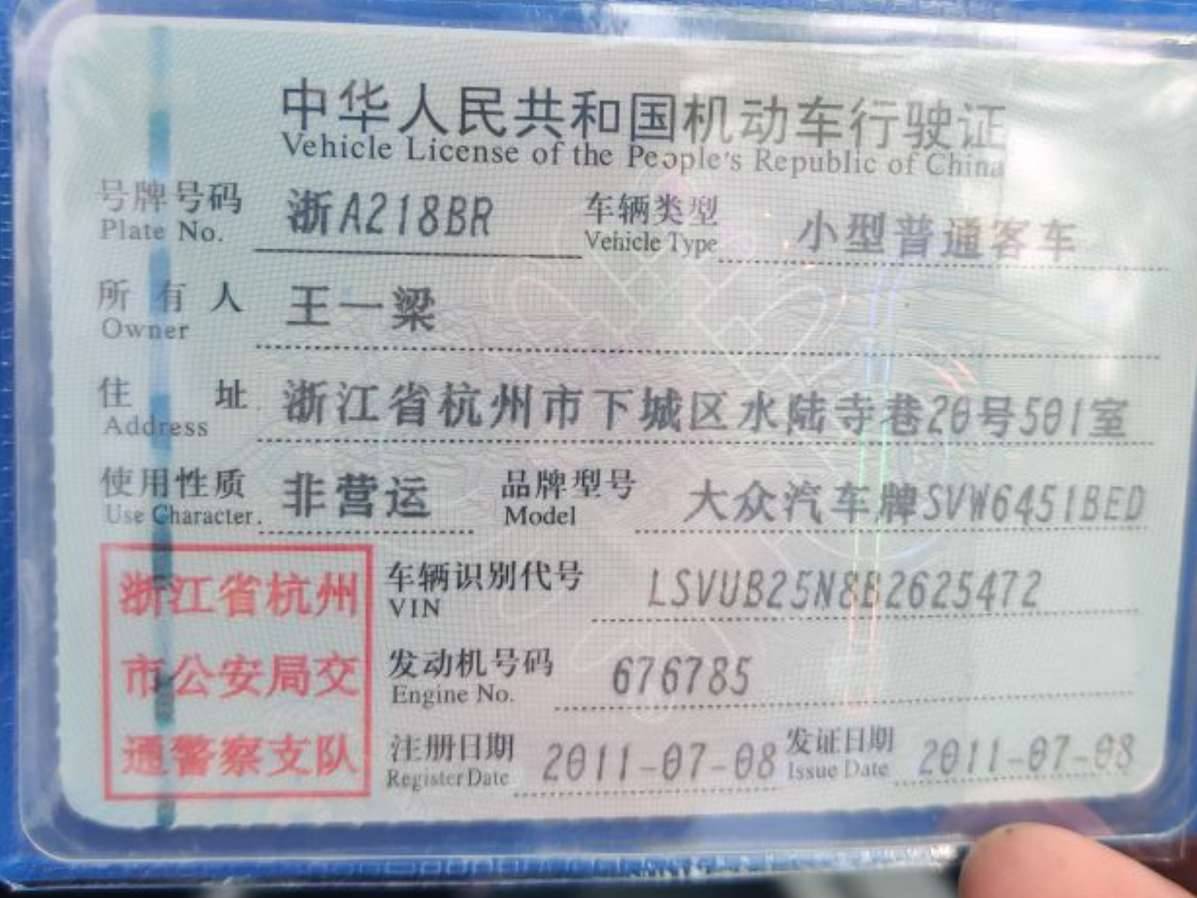 中华人民共和国机动车行驶证
Vehicle License of the People's Republic of China
号牌号码 浙A218BR 车辆类型 小型普通客车
Plate No. Vehicle Type
所有人 王一梁
Owner
住址 浙江省杭州市下城区水陆寺巷20号501室
Address
使用性质 非营运 品牌型号 大众汽车牌SVW6451BED
Use Character Model
浙江省杭州
市公安局交
通警察支队
车辆识别代号 LSVUB25N8B2625472
VIN
发动机号码 676785
Engine No.
注册日期 2011-07-08 发证日期 2011-07-08
Register Date Issue Date